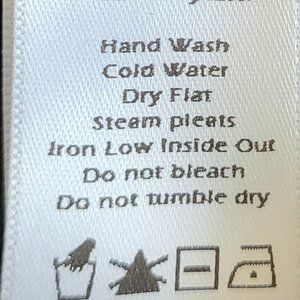 Hand Wash
Cold Water
Dry Flat
Steam pleats
Iron Low Inside Out
Do not bleach
Do not tumble dry